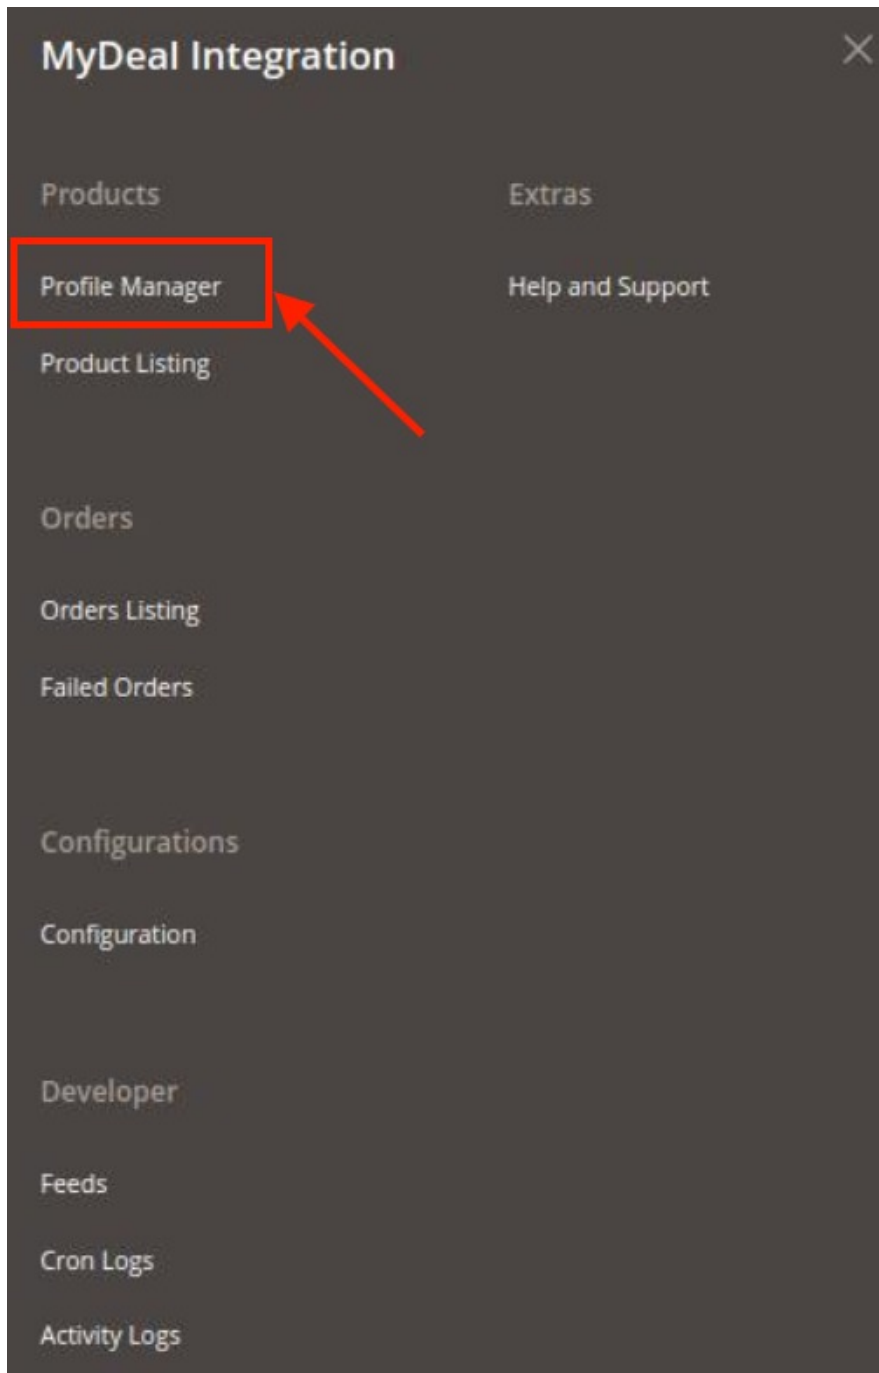 MyDeal Integration
Products
Profile Manager
Product Listing
Orders
Orders Listing
Failed Orders
Configurations
Configuration
Developer
Feeds
Cron Logs
Activity Logs
Extras
Help and Support